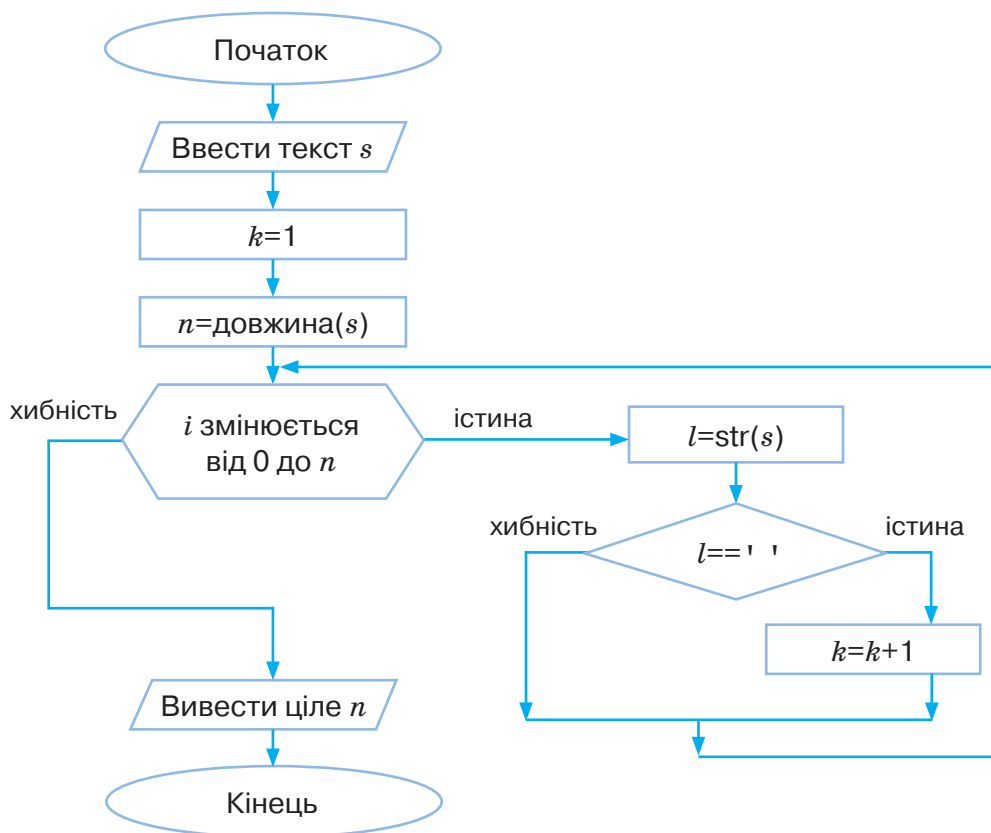 Початок
Ввести текст s
k=1
n=довжина(s)
хибність
i змінюється
від 0 до n
істина
l=str(s)
хибність
істина
l==' '
k=k+1
Вивести ціле n
Кінець